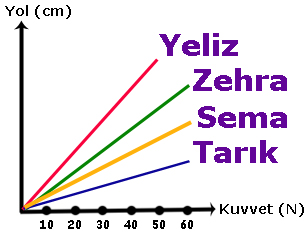 Yol (cm)
Yeliz
Zehra
Sema
Tarık
10 20 30 40 50 60 Kuvvet (N)